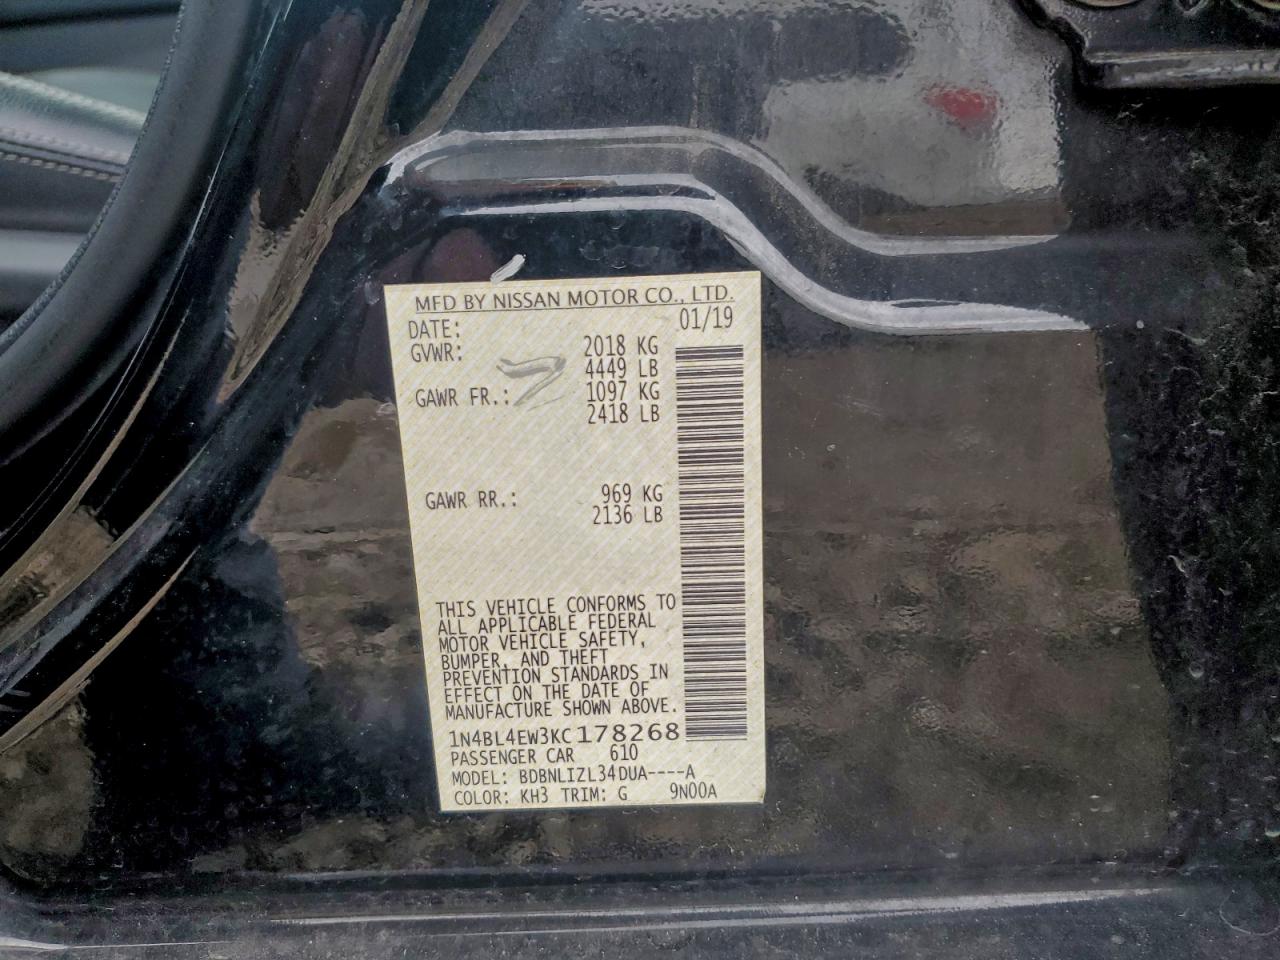 MFD BY NISSAN MOTOR CO., LTD.
DATE: 01/19
GVWR: 2018 KG
4449 LB
GAWR FR.: 1097 KG
2418 LB
GAWR RR.: 969 KG
2136 LB
THIS VEHICLE CONFORMS TO
ALL APPLICABLE FEDERAL
MOTOR VEHICLE SAFETY,
BUMPER, AND THEFT
PREVENTION STANDARDS IN
EFFECT ON THE DATE OF
MANUFACTURE SHOWN ABOVE.
1N4BL4EW3KC178268
PASSENGER CAR 610
MODEL: BDBNLIZL34DUA----A
COLOR: KH3 TRIM: G 9N00A